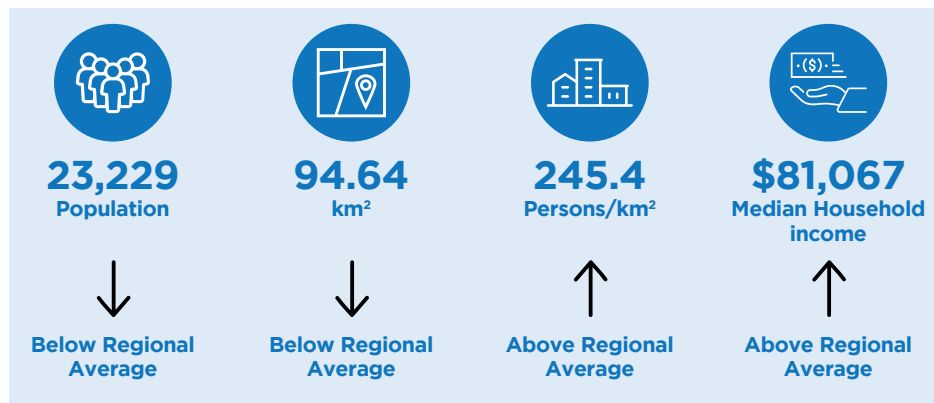 ($)
23,229
Population
94.64
km²
245.4
Persons/km²
$81,067
Median Household
income
Below Regional
Average
Below Regional
Average
Above Regional
Average
Above Regional
Average